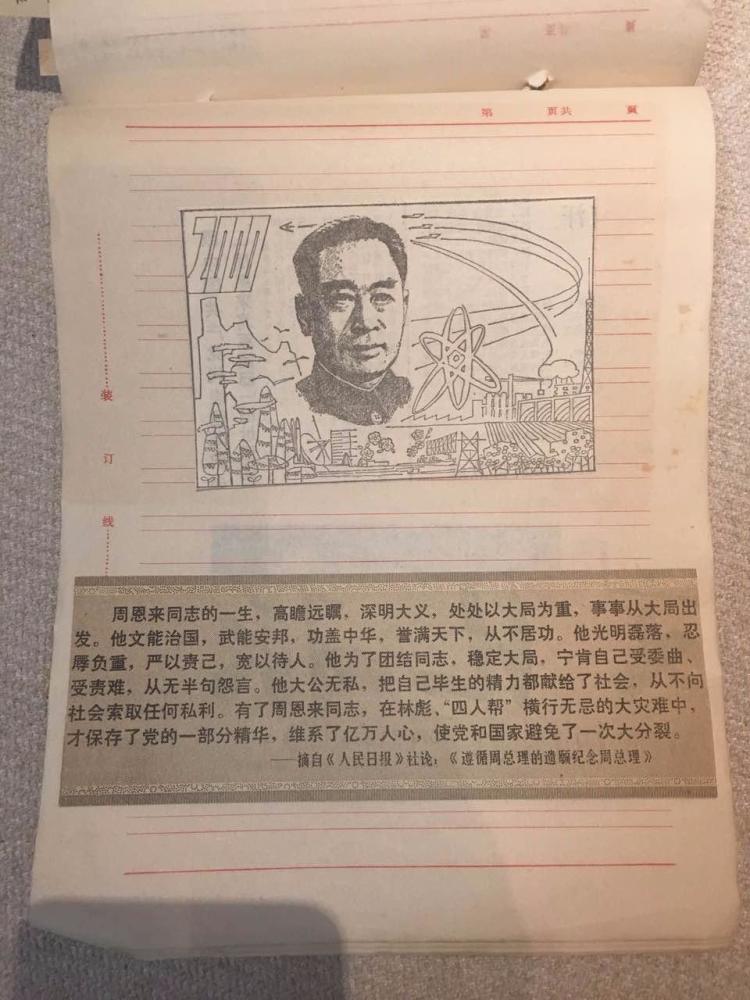 第 页共 页
2000
装
订
线
周恩来同志的一生，高瞻远瞩，深明大义，处处以大局为重，事事从大局出
发。他文能治国，武能安邦，功盖中华，誉满天下，从不居功。他光明磊落，忍
辱负重，严以责己，宽以待人。他为了团结同志，稳定大局，宁肯自己受委曲、
受责难，从无半句怨言。他大公无私，把自己毕生的精力都献给了社会，从不向
社会索取任何私利。有了周恩来同志，在林彪、“四人帮”横行无忌的大灾难中，
才保存了党的一部分精华，维系了亿万人心，使党和国家避免了一次大分裂。
——摘自《人民日报》社论：《遵循周总理的遗愿纪念周总理》